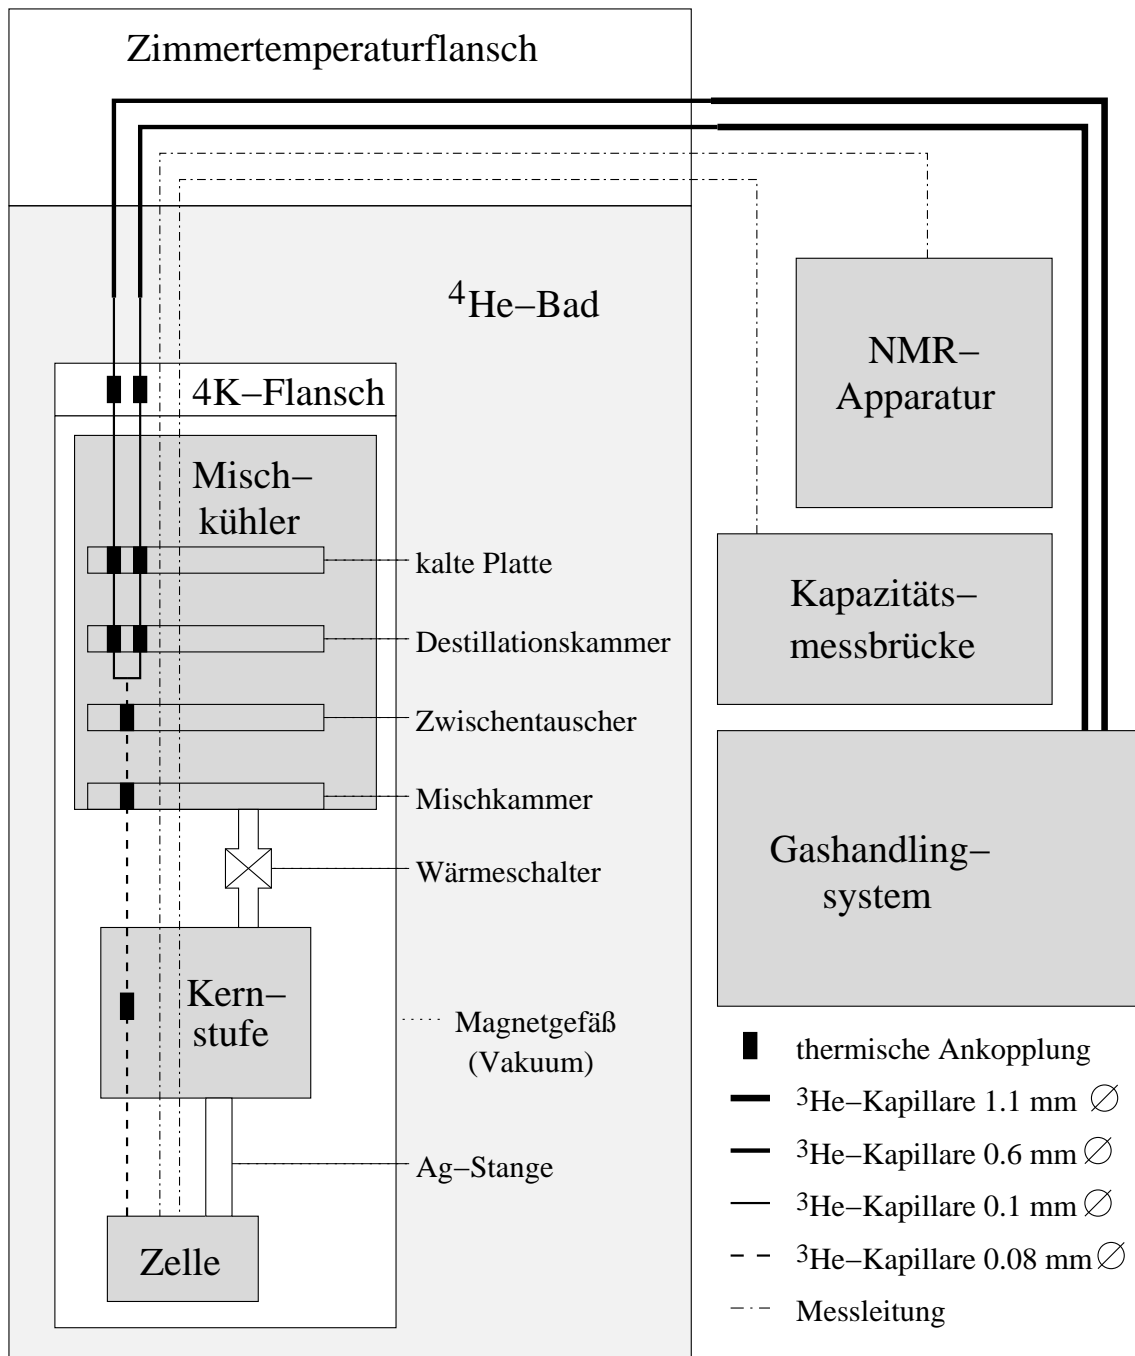 Zimmertemperaturflansch
4He–Bad
4K–Flansch
Misch–
kühler
kalte Platte
Destillationskammer
Zwischentauscher
Mischkammer
Wärmeschalter
Kern–
stufe
Magnetgefäß
(Vakuum)
Ag–Stange
Zelle
NMR–
Apparatur
Kapazitäts–
messbrücke
Gashandling–
system
thermische Ankopplung
3He–Kapillare 1.1 mm ∅
3He–Kapillare 0.6 mm ∅
3He–Kapillare 0.1 mm ∅
3He–Kapillare 0.08 mm ∅
Messleitung